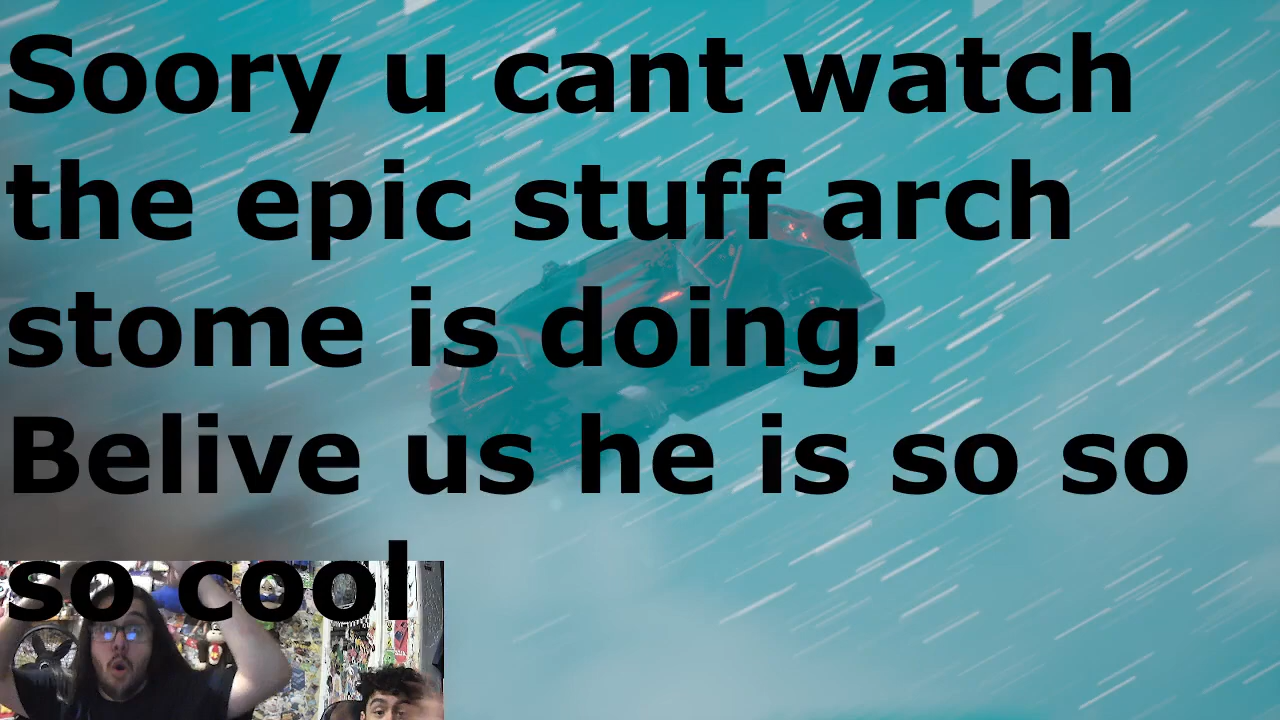 Soory u cant watch
the epic stuff arch
stome is doing.
Belive us he is so so
so cool